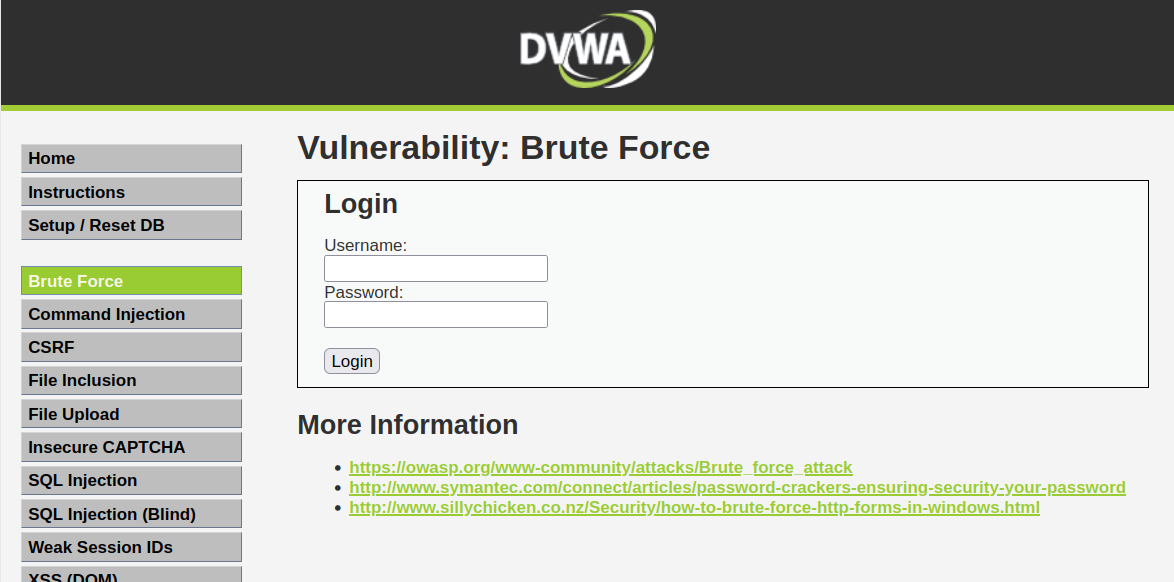 DVWA
Home
Instructions
Setup / Reset DB
Brute Force
Command Injection
CSRF
File Inclusion
File Upload
Insecure CAPTCHA
SQL Injection
SQL Injection (Blind)
Weak Session IDs
XSS (DOM)
Vulnerability: Brute Force
Login
Username:
Password:
Login
More Information
https://owasp.org/www-community/attacks/Brute_force_attack
http://www.symantec.com/connect/articles/password-crackers-ensuring-security-your-password
http://www.sillychicken.co.nz/Security/how-to-brute-force-http-forms-in-windows.html